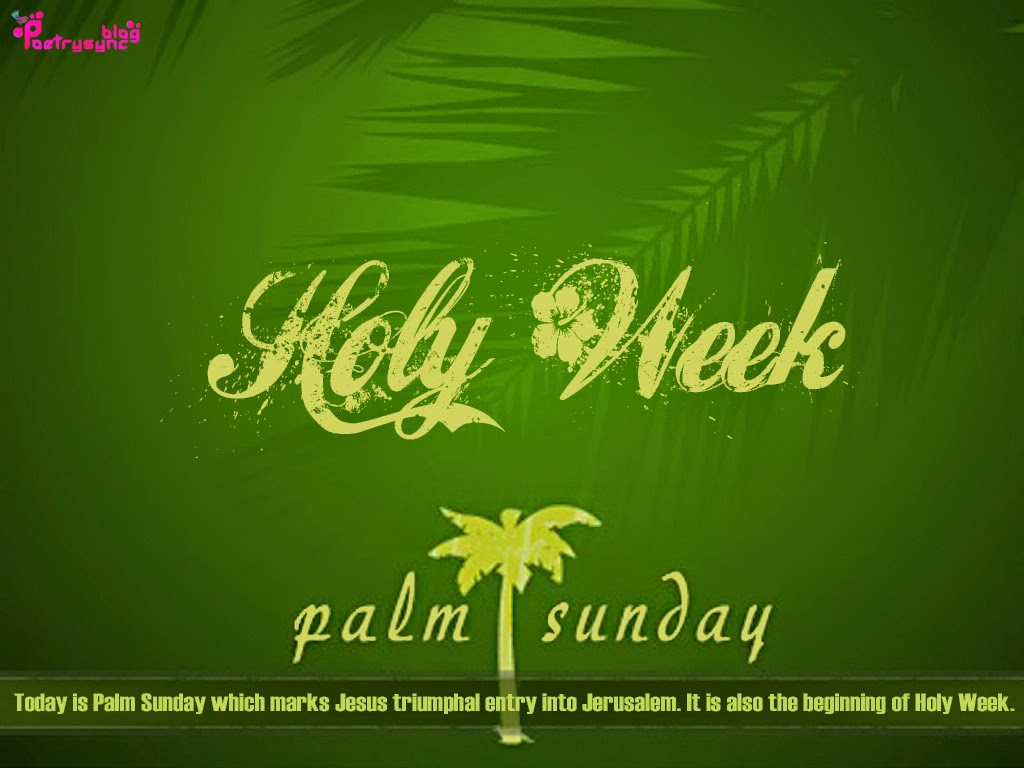 blog
Poetrysync
Holy Week
palm sunday
Today is Palm Sunday which marks Jesus triumphal entry into Jerusalem. It is also the beginning of Holy Week.